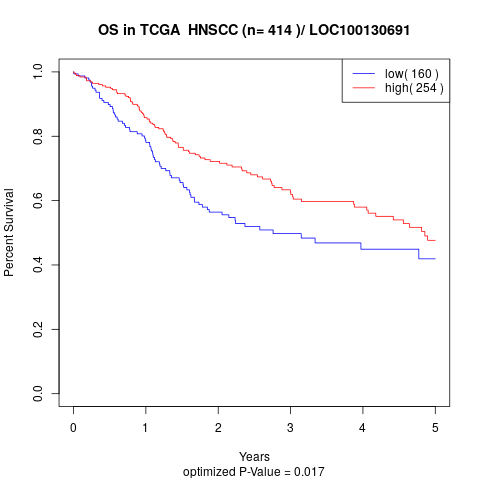 OS in TCGA  HNSCC (n= 414 )/ LOC100130691
low( 160 )
high( 254 )
Percent Survival
1.0
0.8
0.6
0.4
0.2
0.0
0 1 2 3 4 5
Years
optimized P-Value = 0.017